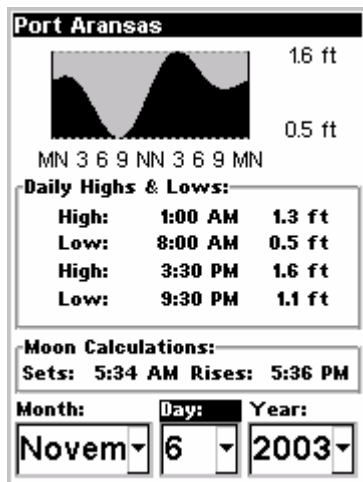 Port Aransas
1.6 ft
0.5 ft
MN 3 6 9 NN 3 6 9 MN
Daily Highs & Lows:
High: 1:00 AM 1.3 ft
Low: 8:00 AM 0.5 ft
High: 3:30 PM 1.6 ft
Low: 9:30 PM 1.1 ft
Moon Calculations:
Sets: 5:34 AM Rises: 5:36 PM
Month: Day: Year:
Novem 6 2003